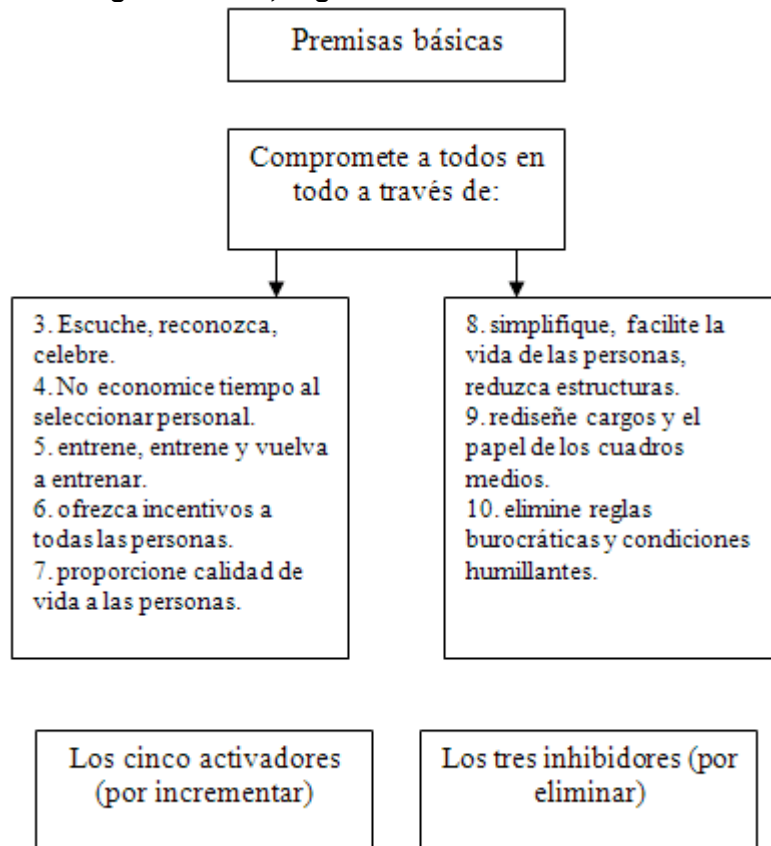 Premisas básicas
Compromete a todos en
todo a través de:
3. Escuche, reconozca,
celebre.
4. No economice tiempo al
seleccionar personal.
5. entrene, entrene y vuelva
a entrenar.
6. ofrezca incentivos a
todas las personas.
7. proporcione calidad de
vida a las personas.
8. simplifique, facilite la
vida de las personas,
reduzca estructuras.
9. rediseñe cargos y el
papel de los cuadros
medios.
10. elimine reglas
burocráticas y condiciones
humillantes.
Los cinco activadores
(por incrementar)
Los tres inhibidores (por
eliminar)